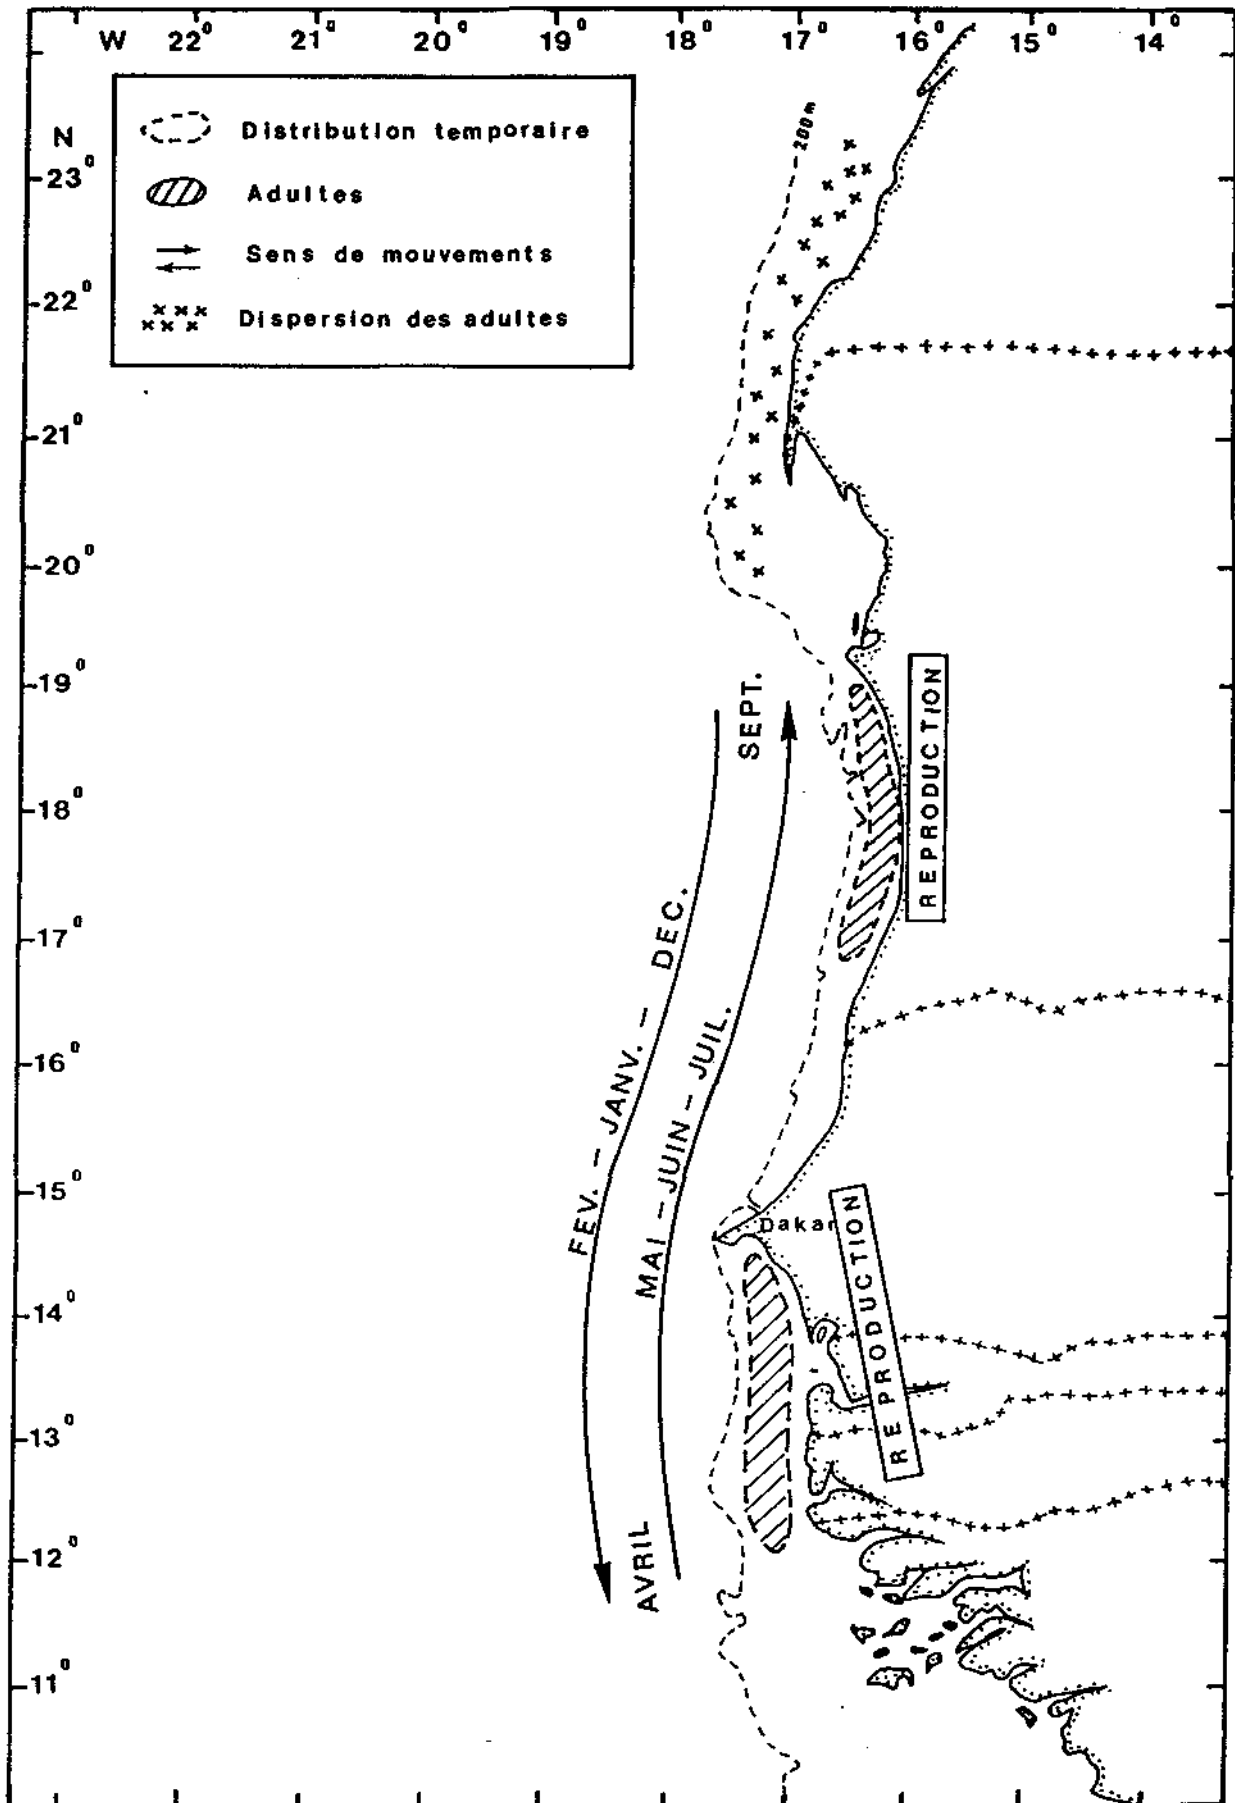 W 22° 21° 20° 19° 18° 17° 16° 15° 14°
N
Distribution temporaire
Adultes
Sens de mouvements
Dispersion des adultes
200m
-23°
-22°
-21°
-20°
-19°
-18°
-17°
-16°
-15°
-14°
-13°
-12°
-11°
SEPT.
REPRODUCTION
FEV. - JANV. - DEC.
MAI - JUIN - JUIL.
Dakar
RE PRODUCTION
AVRIL